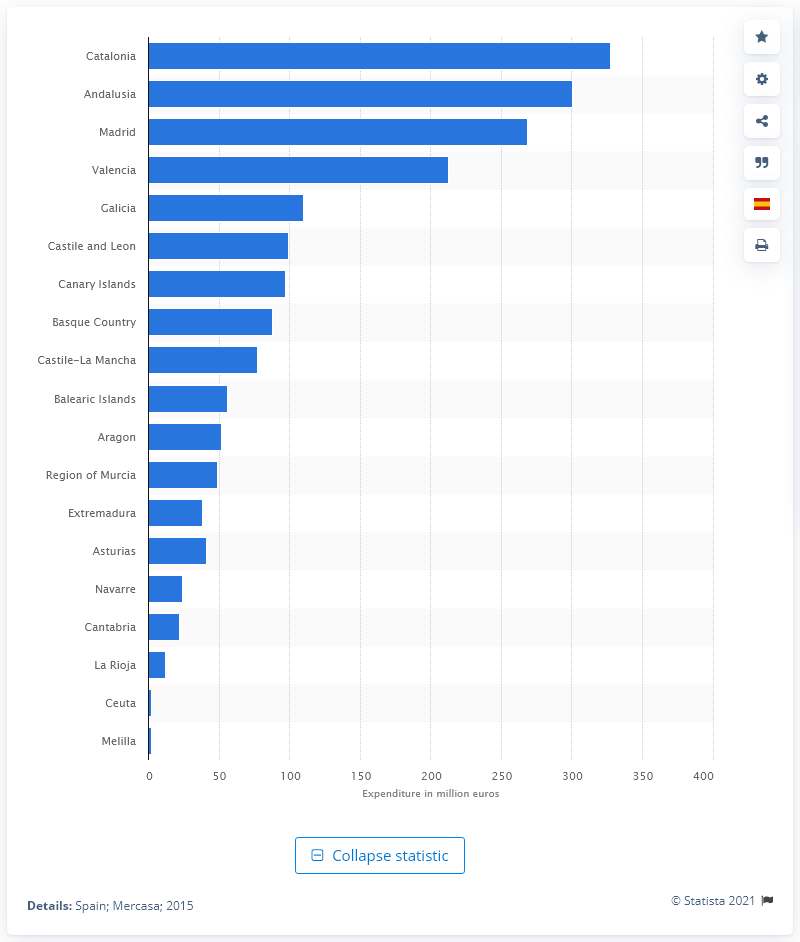 Catalonia
Andalusia
Madrid
Valencia
Galicia
Castile and Leon
Canary Islands
Basque Country
Castile-La Mancha
Balearic Islands
Aragon
Region of Murcia
Extremadura
Asturias
Navarre
Cantabria
La Rioja
Ceuta
Melilla
0 50 100 150 200 250 300 350 400
Expenditure in million euros
Collapse statistic
Details: Spain; Mercasa; 2015
© Statista 2021